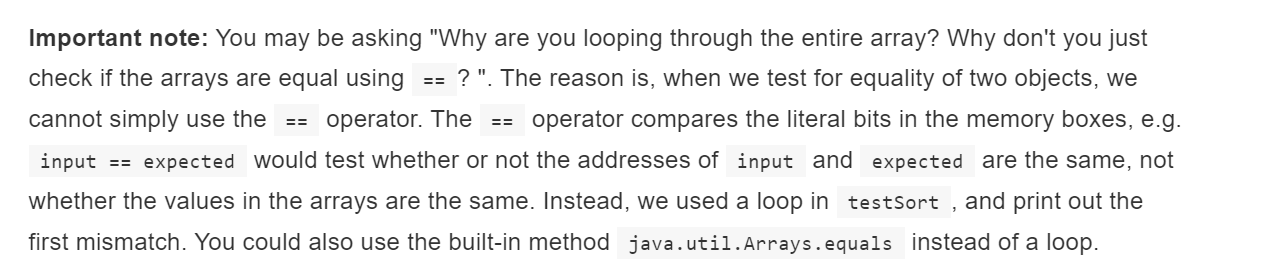 Important note: You may be asking "Why are you looping through the entire array? Why don't you just
check if the arrays are equal using == ? ". The reason is, when we test for equality of two objects, we
cannot simply use the == operator. The == operator compares the literal bits in the memory boxes, e.g.
input == expected would test whether or not the addresses of input and expected are the same, not
whether the values in the arrays are the same. Instead, we used a loop in testSort , and print out the
first mismatch. You could also use the built-in method java.util.Arrays.equals instead of a loop.